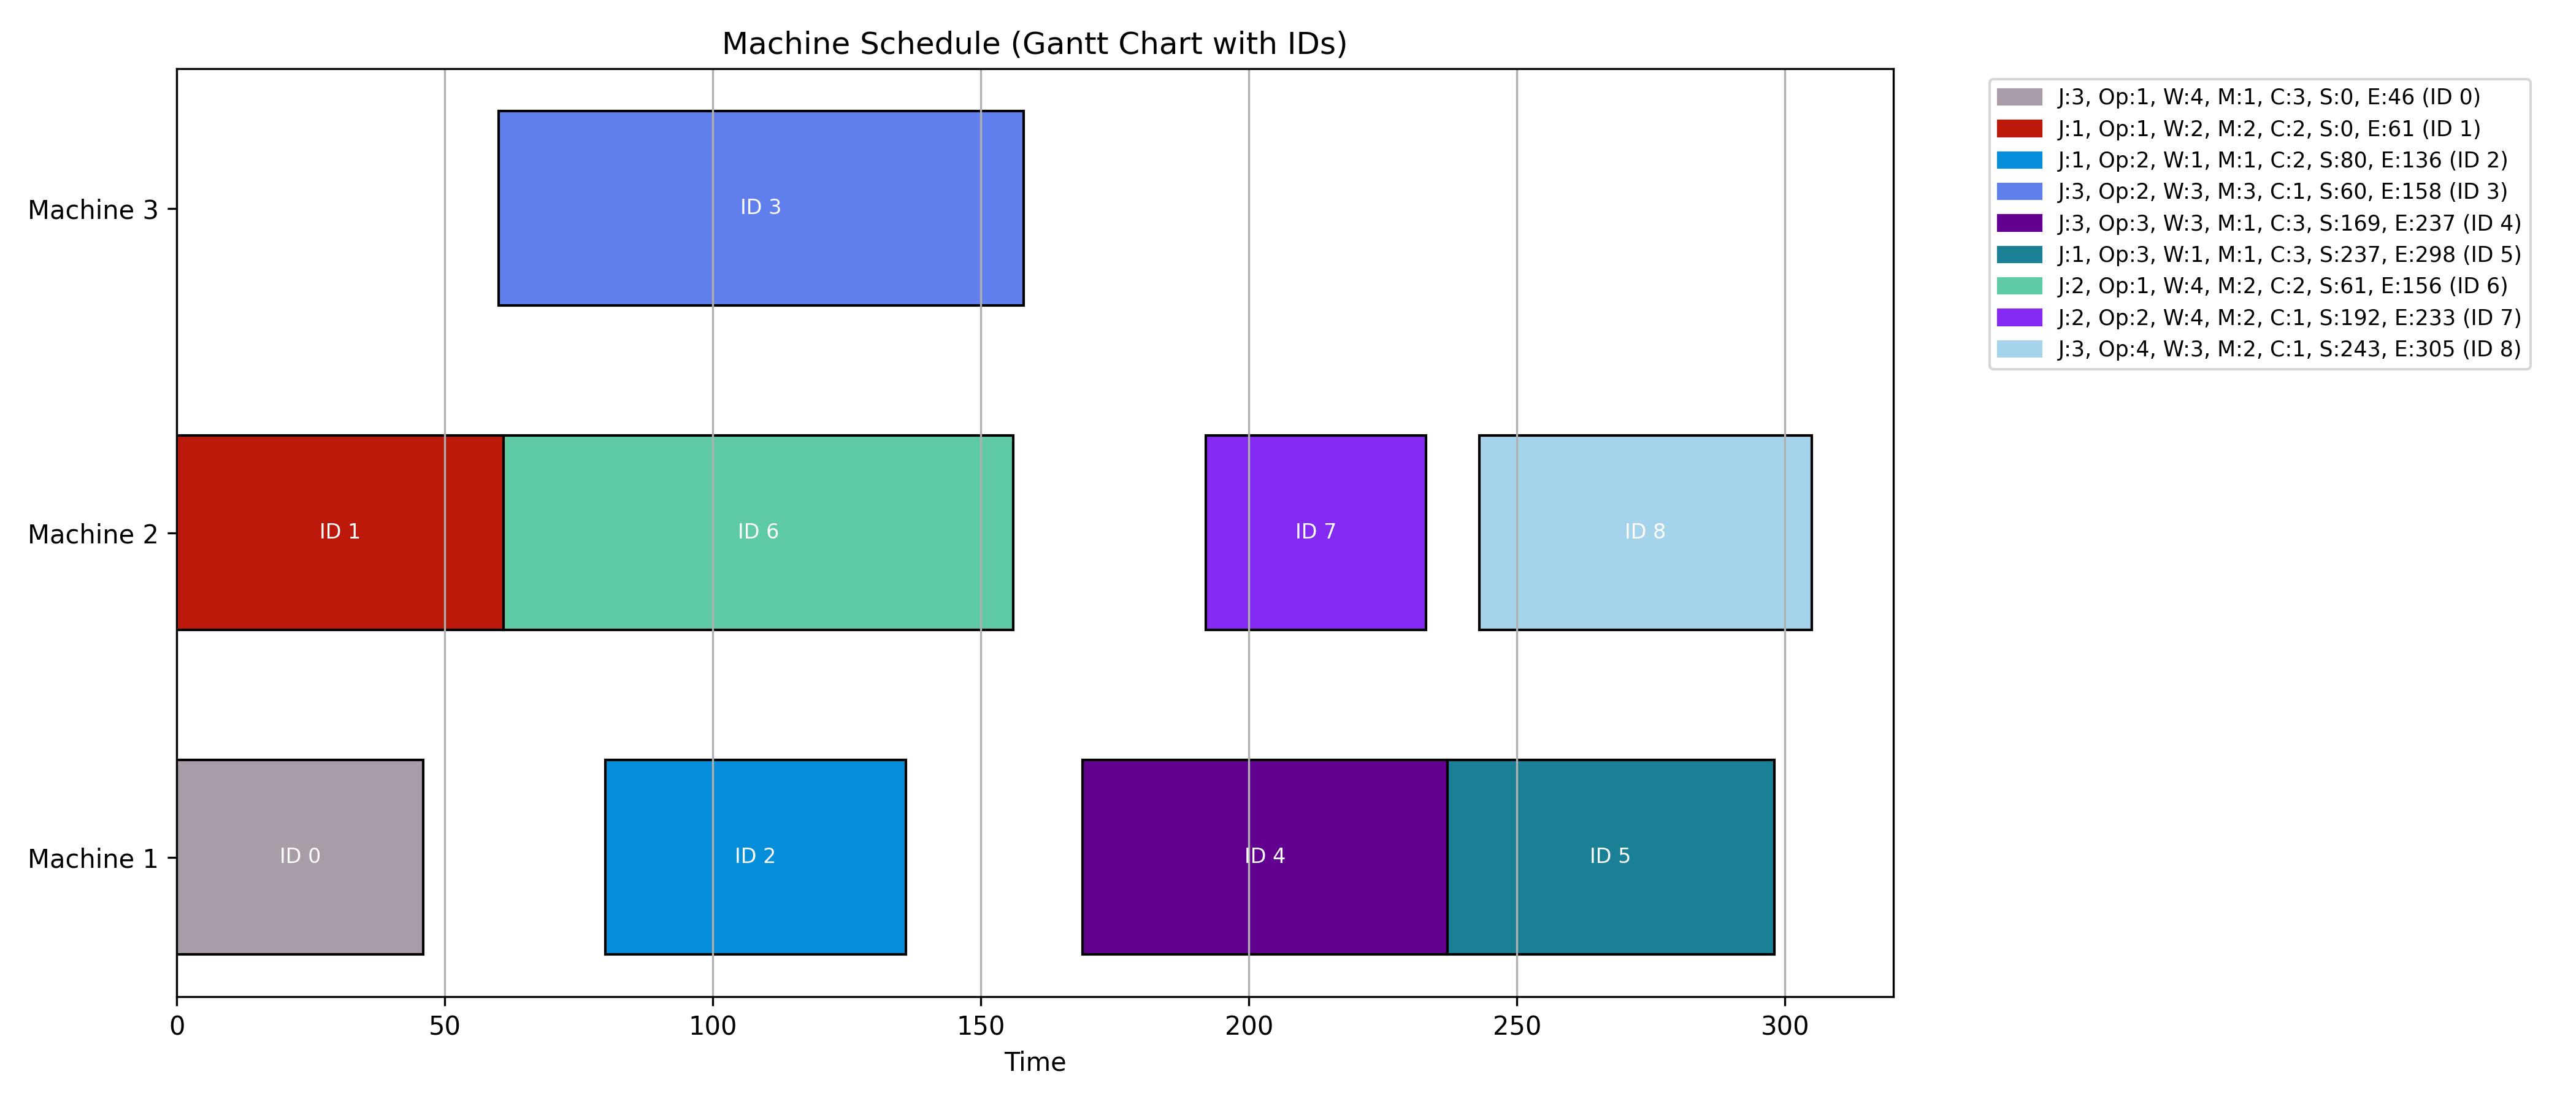 Machine Schedule (Gantt Chart with IDs)
J:3, Op:1, W:4, M:1, C:3, S:0, E:46 (ID 0)
J:1, Op:1, W:2, M:2, C:2, S:0, E:61 (ID 1)
J:1, Op:2, W:1, M:1, C:2, S:80, E:136 (ID 2)
J:3, Op:2, W:3, M:3, C:1, S:60, E:158 (ID 3)
J:3, Op:3, W:3, M:1, C:3, S:169, E:237 (ID 4)
J:1, Op:3, W:1, M:1, C:3, S:237, E:298 (ID 5)
J:2, Op:1, W:4, M:2, C:2, S:61, E:156 (ID 6)
J:2, Op:2, W:4, M:2, C:1, S:192, E:233 (ID 7)
J:3, Op:4, W:3, M:2, C:1, S:243, E:305 (ID 8)
Machine 3
ID 3
Machine 2
ID 1
ID 6
ID 7
ID 8
Machine 1
ID 0
ID 2
ID 4
ID 5
0 50 100 150 200 250 300
Time